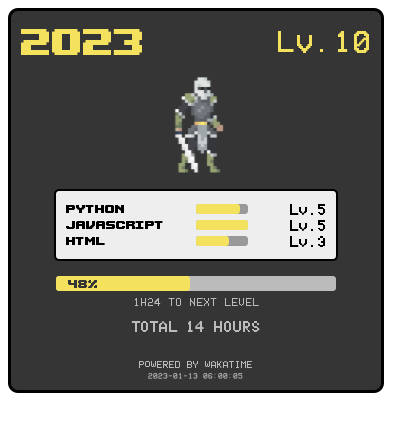 2023 Lv.10
PYTHON Lv.5
JAVASCRIPT Lv.5
HTML Lv.3
48%
1H24 TO NEXT LEVEL
TOTAL 14 HOURS
POWERED BY WAKATIME
2023-01-13 06:00:05